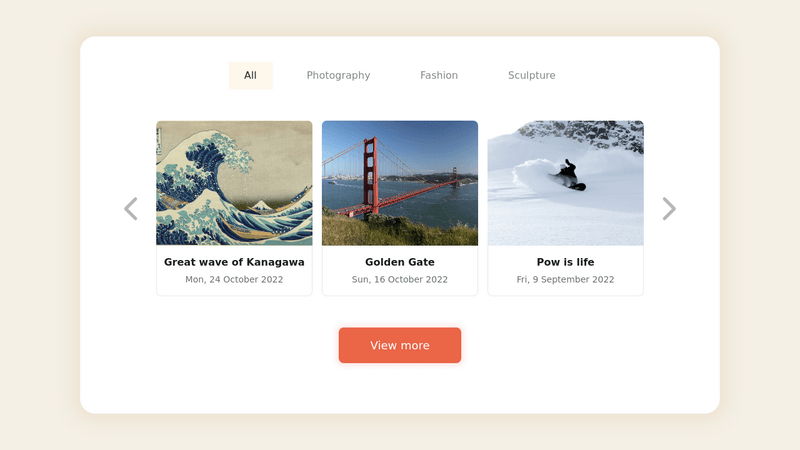 All
Photography
Fashion
Sculpture
Great wave of Kanagawa
Mon, 24 October 2022
Golden Gate
Sun, 16 October 2022
Pow is life
Fri, 9 September 2022
View more